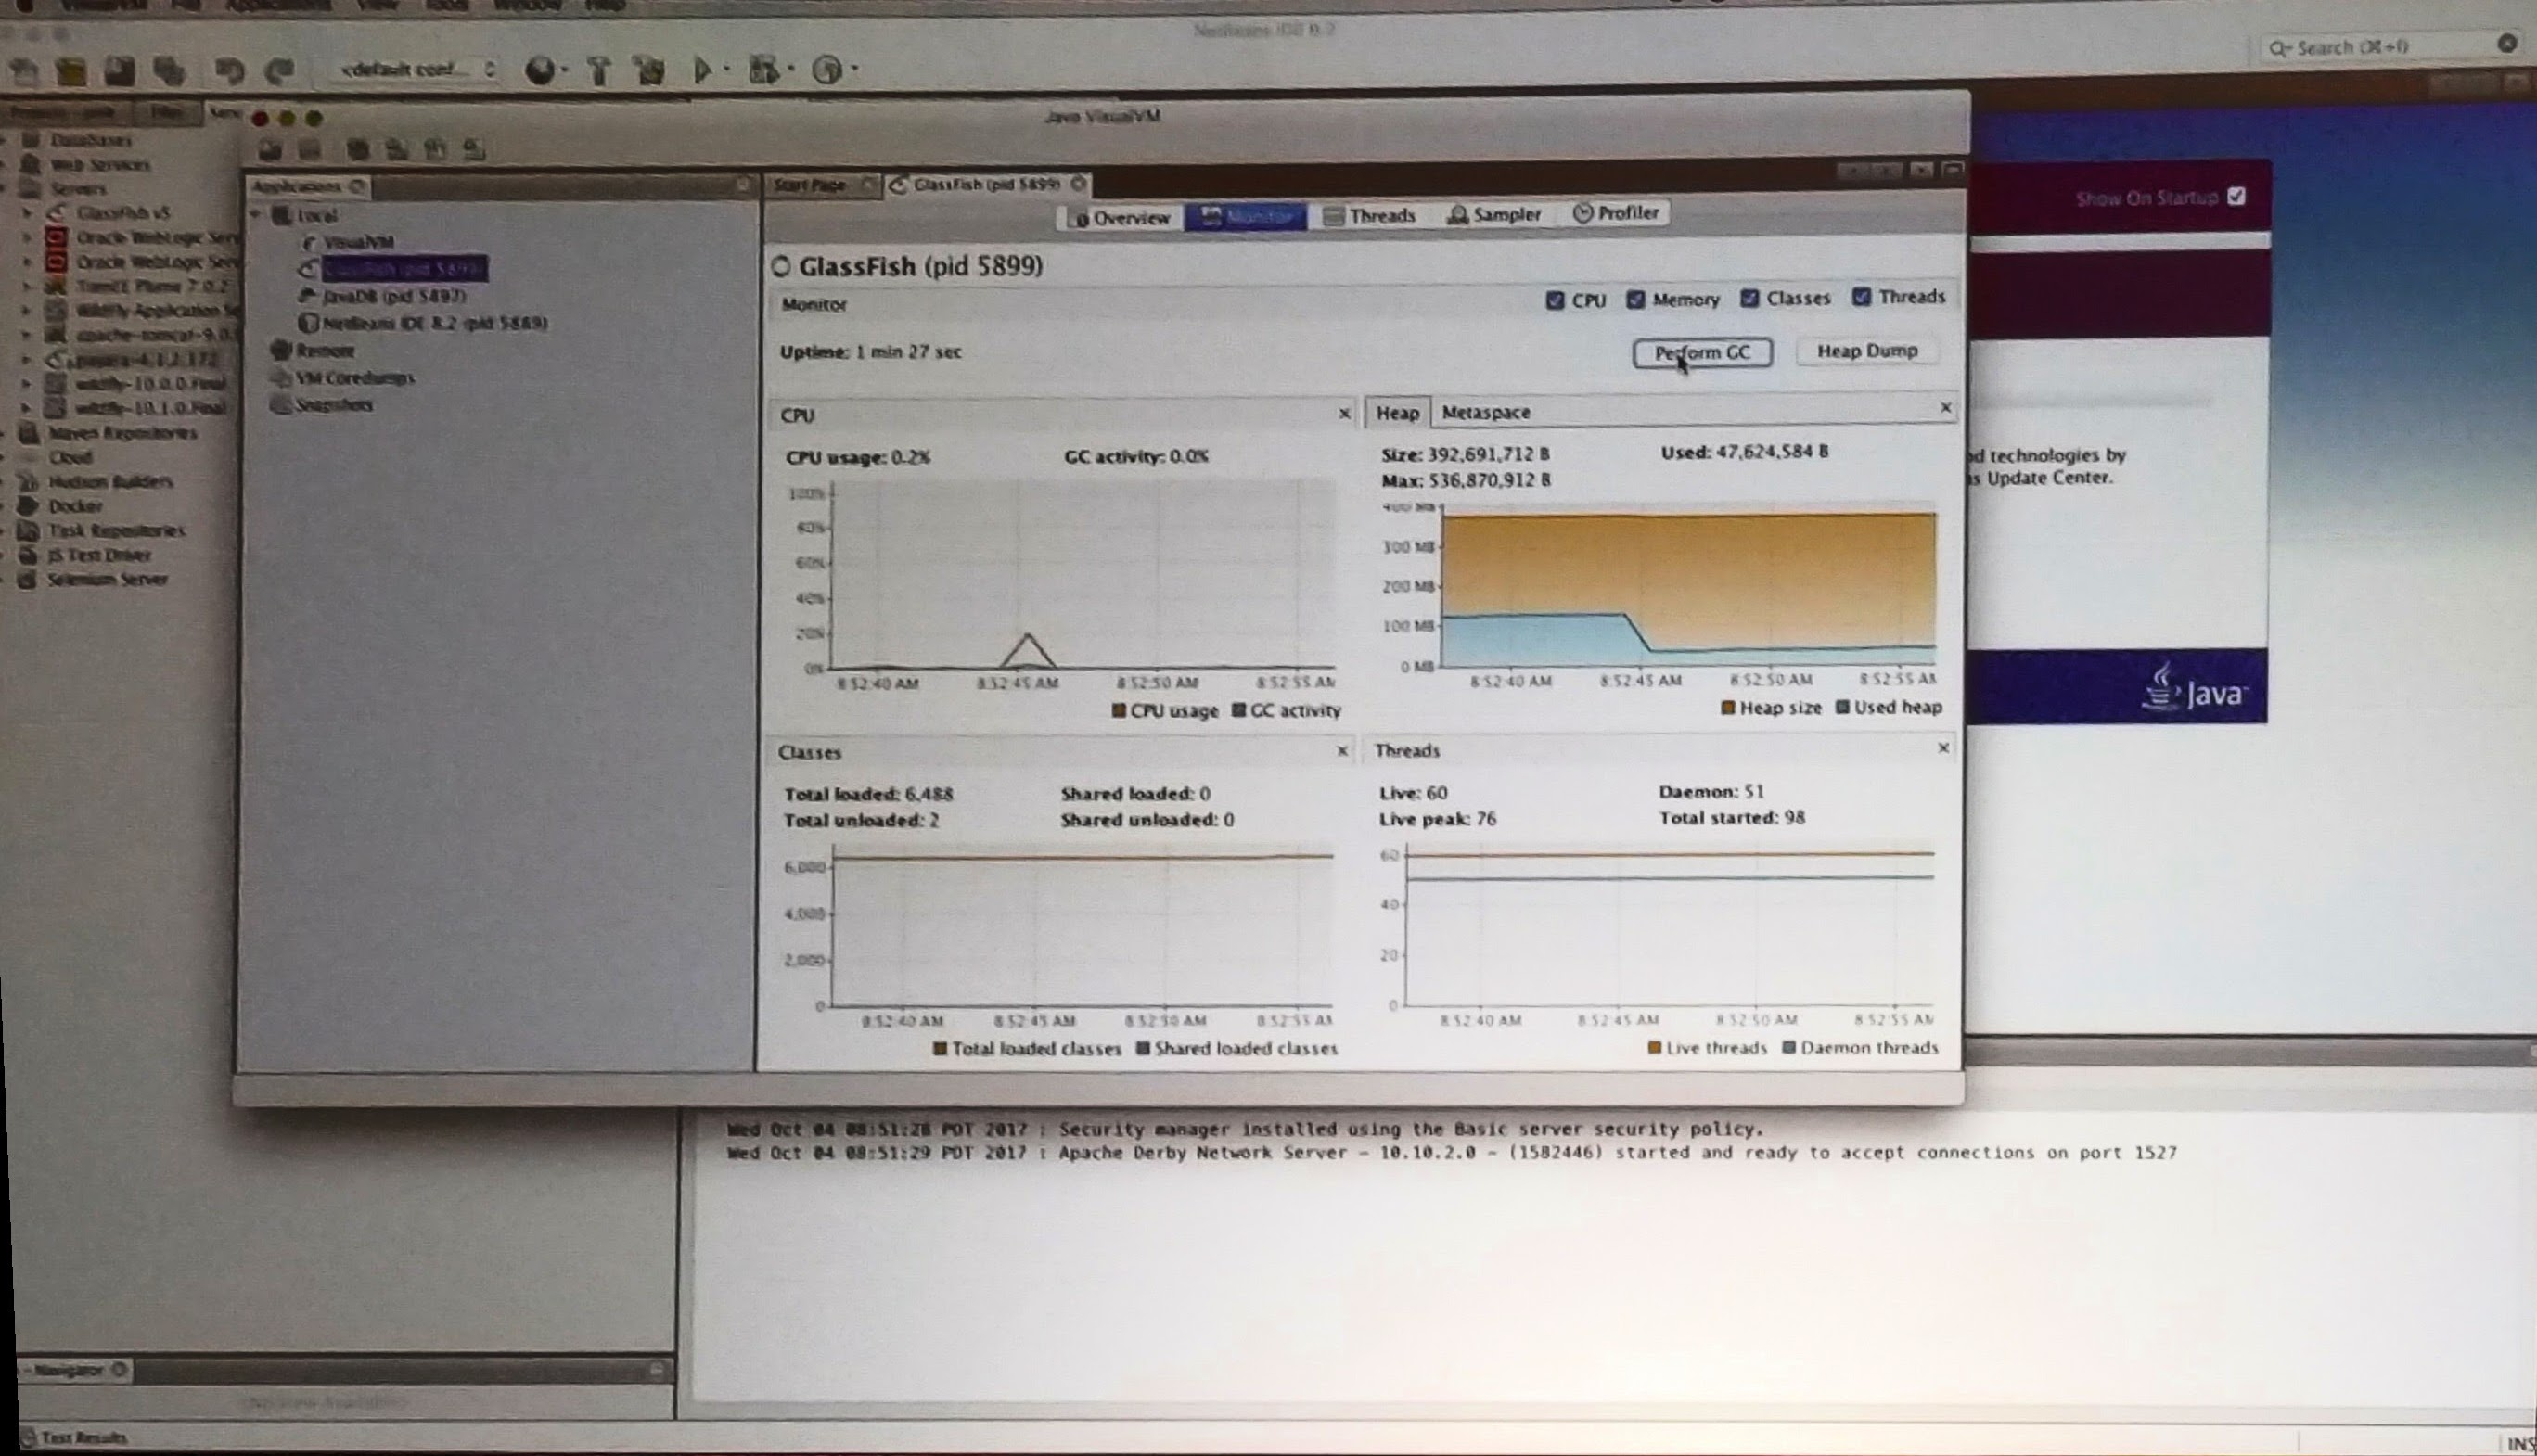 NetBeans IDE 8.2
Search (⌘+I)
<default conf...
Java VisualVM
Databases
Web Services
Servers
GlassFish v5
Oracle WebLogic Serv
Oracle WebLogic Serv
TomEE Plume 7.0.2
Wildfly Application Se
apache-tomcat-9.0.
payara-4.1.2.172
wildfly-10.0.0.Final
wildfly-10.1.0.Final
Maven Repositories
Cloud
Hudson Builders
Docker
Task Repositories
JS Test Driver
Selenium Server
Applications
Local
VisualVM
GlassFish (pid 5899)
JavaDB (pid 5897)
NetBeans IDE 8.2 (pid 5889)
Remote
VM Coredumps
Snapshots
Start Page
GlassFish (pid 5899)
Overview
Monitor
Threads
Sampler
Profiler
GlassFish (pid 5899)
Monitor
CPU Memory Classes Threads
Uptime: 1 min 27 sec
Perform GC
Heap Dump
CPU
CPU usage: 0.2% GC activity: 0.0%
100%
80%
60%
40%
20%
0%
8:52:40 AM 8:52:45 AM 8:52:50 AM 8:52:55 AM
CPU usage GC activity
Heap Metaspace
Size: 392,691,712 B Used: 47,624,584 B
Max: 536,870,912 B
400 MB
300 MB
200 MB
100 MB
0 MB
8:52:40 AM 8:52:45 AM 8:52:50 AM 8:52:55 AM
Heap size Used heap
Classes
Total loaded: 6,488 Shared loaded: 0
Total unloaded: 2 Shared unloaded: 0
6,000
4,000
2,000
0
8:52:40 AM 8:52:45 AM 8:52:50 AM 8:52:55 AM
Total loaded classes Shared loaded classes
Threads
Live: 60 Daemon: 51
Live peak: 76 Total started: 98
60
40
20
0
8:52:40 AM 8:52:45 AM 8:52:50 AM 8:52:55 AM
Live threads Daemon threads
Show On Startup
d technologies by
s Update Center.
Java
Wed Oct 04 08:51:28 PDT 2017 : Security manager installed using the Basic server security policy.
Wed Oct 04 08:51:29 PDT 2017 : Apache Derby Network Server - 10.10.2.0 - (1582446) started and ready to accept connections on port 1527
Navigator
Test Results
INS